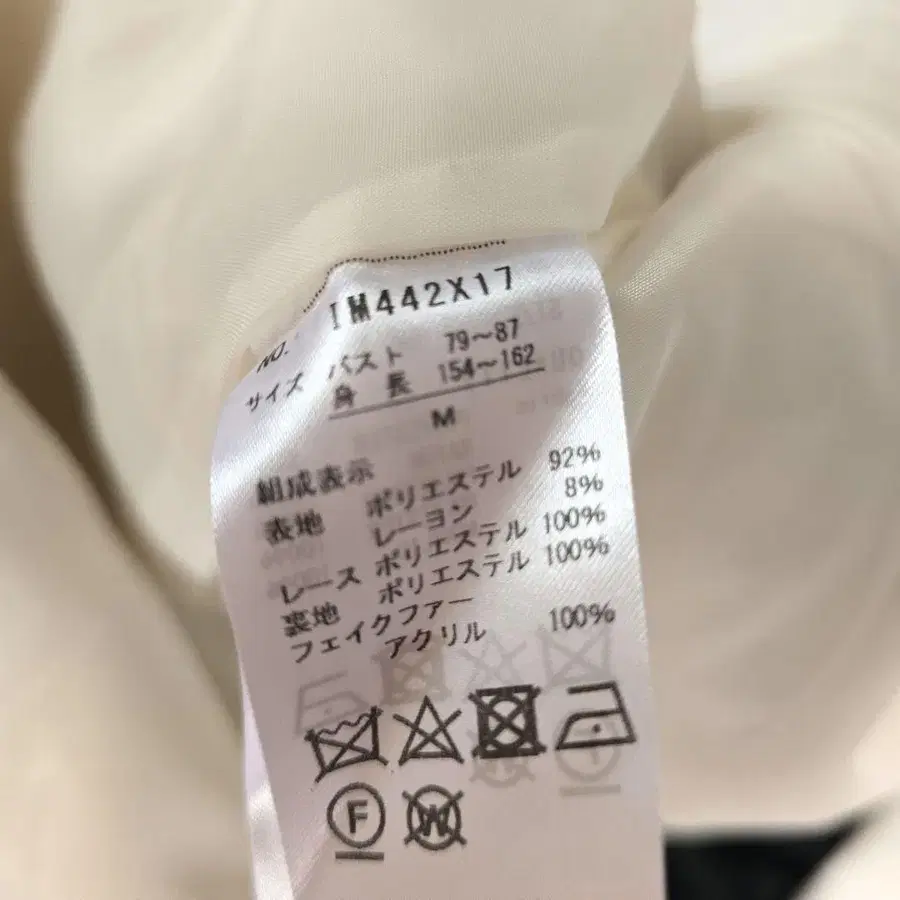 NO. IM442X17
サイズ バスト 79~87
身長 154~162
M
組成表示
表地 ポリエステル 92%
レーヨン 8%
レース ポリエステル 100%
裏地 ポリエステル 100%
フェイクファー
アクリル 100%
F W